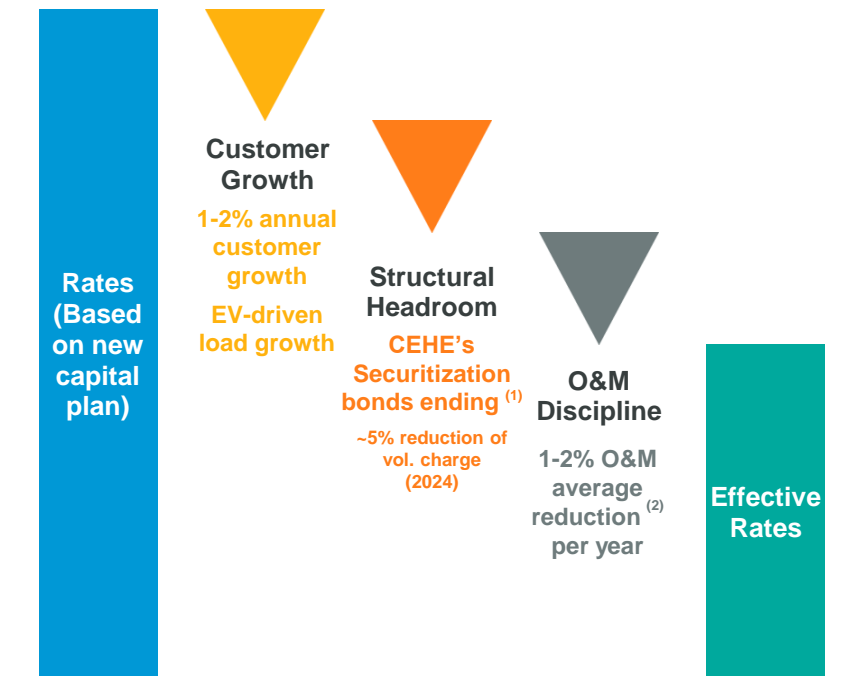 Rates
(Based
on new
capital
plan)
Customer
Growth
1-2% annual
customer
growth
EV-driven
load growth
Structural
Headroom
CEHE's
Securitization
bonds ending (1)
~5% reduction of
vol. charge
(2024)
O&M
Discipline
1-2% O&M
average
reduction (2)
per year
Effective
Rates